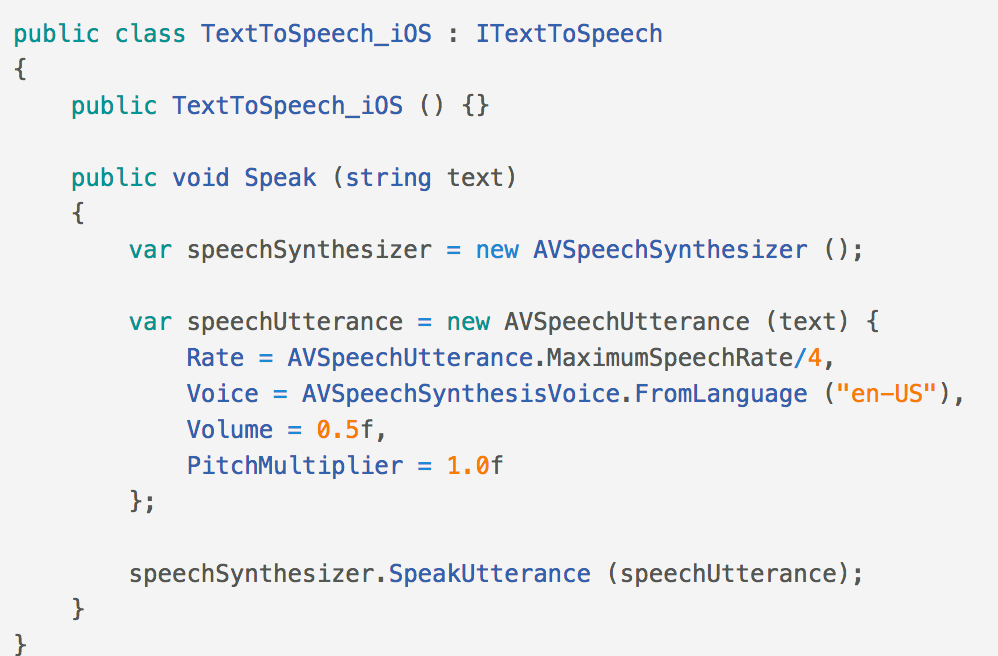 public class TextToSpeech_iOS : ITextToSpeech
{
    public TextToSpeech_iOS () {}

    public void Speak (string text)
    {
        var speechSynthesizer = new AVSpeechSynthesizer ();

        var speechUtterance = new AVSpeechUtterance (text) {
            Rate = AVSpeechUtterance.MaximumSpeechRate/4,
            Voice = AVSpeechSynthesisVoice.FromLanguage ("en-US"),
            Volume = 0.5f,
            PitchMultiplier = 1.0f
        };

        speechSynthesizer.SpeakUtterance (speechUtterance);
    }
}